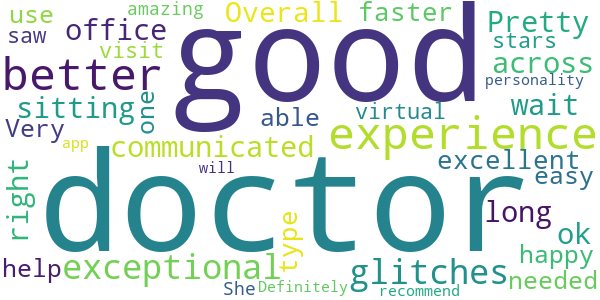 use
amazing
Overall
faster
Pretty
saw
office
good
stars
visit
across
better
personality
sitting
one
able
virtual
wait
Very
experience
app
communicated
excellent
will
easy
right
doctor
type
long
ok
help
exceptional
glitches
happy
needed
She
Definitely
recommend